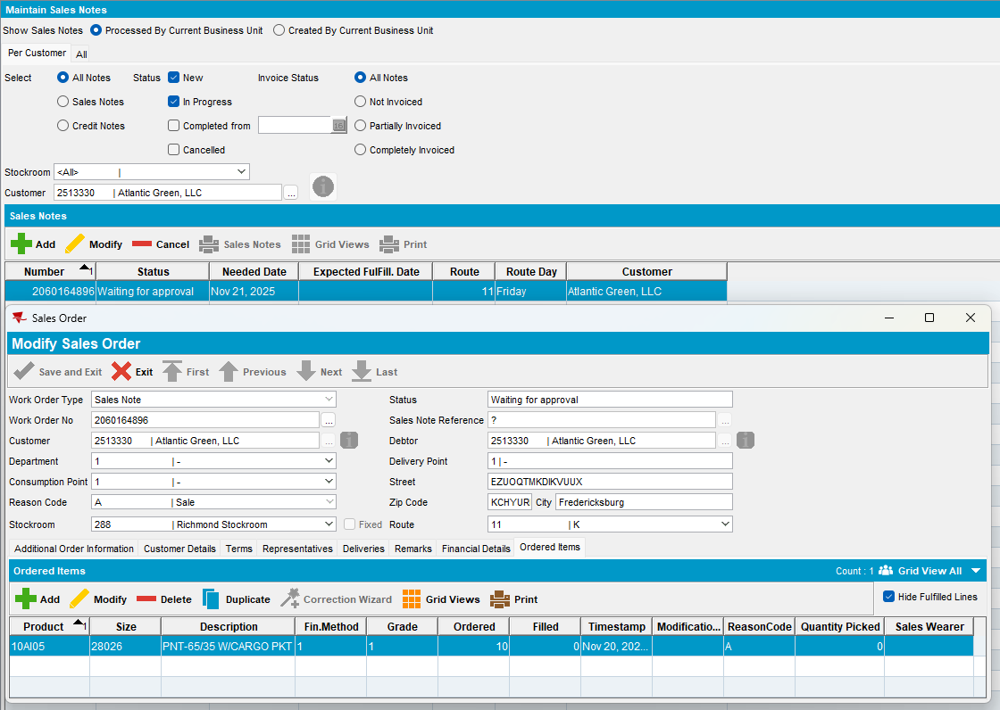 Maintain Sales Notes
Show Sales Notes Processed By Current Business Unit Created By Current Business Unit
Per Customer All
Select All Notes Status New Invoice Status All Notes
Sales Notes In Progress Not Invoiced
Credit Notes Completed from 16 Partially Invoiced
Cancelled Completely Invoiced
Stockroom <All> |
Customer 2513330 | Atlantic Green, LLC ... i
Sales Notes
Add Modify Cancel Sales Notes Grid Views Print
Number 1 Status Needed Date Expected FulFill. Date Route Route Day Customer
2060164896 Waiting for approval Nov 21, 2025 11 Friday Atlantic Green, LLC
Sales Order
Modify Sales Order
Save and Exit Exit First Previous Next Last
Work Order Type Sales Note Status Waiting for approval
Work Order No 2060164896 ... Sales Note Reference ? ...
Customer 2513330 | Atlantic Green, LLC ... i Debtor 2513330 | Atlantic Green, LLC ... i
Department 1 | - Delivery Point 1 | -
Consumption Point 1 | - Street EZUOQTMKDIKVUUX
Reason Code A | Sale Zip Code KCHYUR City Fredericksburg
Stockroom 288 | Richmond Stockroom Fixed Route 11 | K
Additional Order Information Customer Details Terms Representatives Deliveries Remarks Financial Details Ordered Items
Ordered Items Count : 1 Grid View All
Add Modify Delete Duplicate Correction Wizard Grid Views Print Hide Fulfilled Lines
Product 1 Size Description Fin.Method Grade Ordered Filled Timestamp Modificatio... ReasonCode Quantity Picked Sales Wearer
10AI05 28026 PNT-65/35 W/CARGO PKT 1 1 10 0 Nov 20, 202... A 0